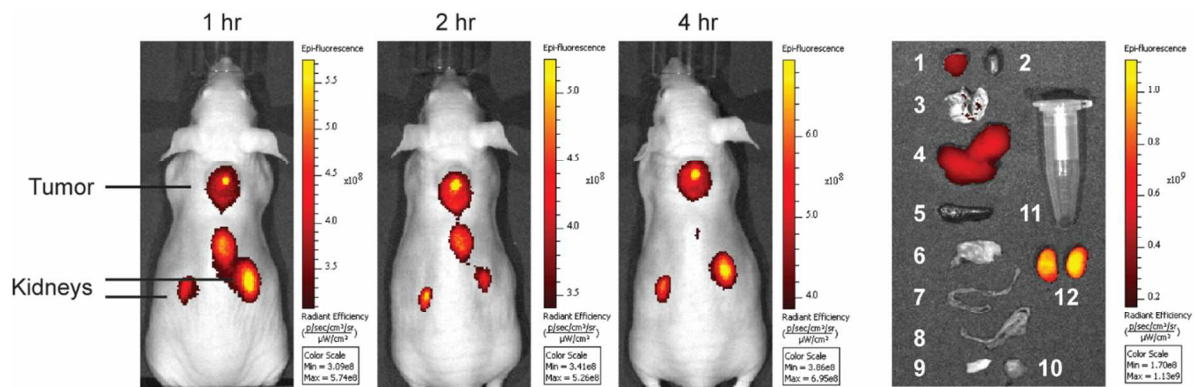 1 hr
2 hr
4 hr
Tumor
Kidneys
Epi-fluorescence
5.5
5.0
4.5
x10⁸
4.0
3.5
Radiant Efficiency
(p/sec/cm²/sr / µW/cm²)
Color Scale
Min = 3.09e8
Max = 5.74e8
Epi-fluorescence
5.0
4.5
x10⁸
4.0
3.5
Radiant Efficiency
(p/sec/cm²/sr / µW/cm²)
Color Scale
Min = 3.41e8
Max = 5.26e8
Epi-fluorescence
6.0
x10⁸
5.0
4.0
Radiant Efficiency
(p/sec/cm²/sr / µW/cm²)
Color Scale
Min = 3.86e8
Max = 6.95e8
1
2
3
4
5
11
6
12
7
8
9
10
Epi-fluorescence
1.0
0.8
x10⁹
0.6
0.4
0.2
Radiant Efficiency
(p/sec/cm²/sr / µW/cm²)
Color Scale
Min = 1.70e8
Max = 1.13e9